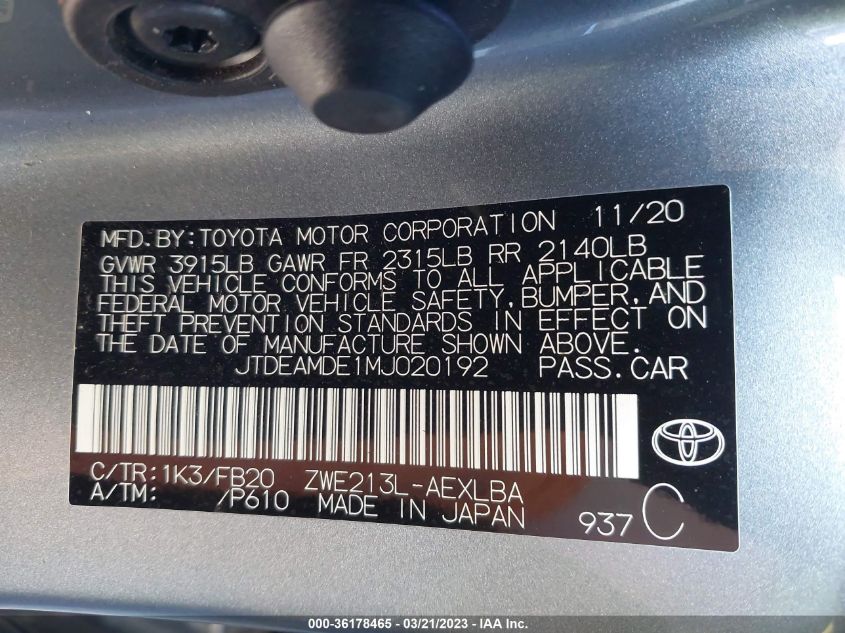 MFD.BY:TOYOTA MOTOR CORPORATION 11/20
GVWR 3915LB GAWR FR 2315LB RR 2140LB
THIS VEHICLE CONFORMS TO ALL APPLICABLE
FEDERAL MOTOR VEHICLE SAFETY,BUMPER,AND
THEFT PREVENTION STANDARDS IN EFFECT ON
THE DATE OF MANUFACTURE SHOWN ABOVE.
JTDEAMDE1MJ020192 PASS.CAR
C/TR:1K3/FB20 ZWE213L-AEXLBA
A/TM: /P610 MADE IN JAPAN 937 C
000-36178465 - 03/21/2023 - IAA, Inc.